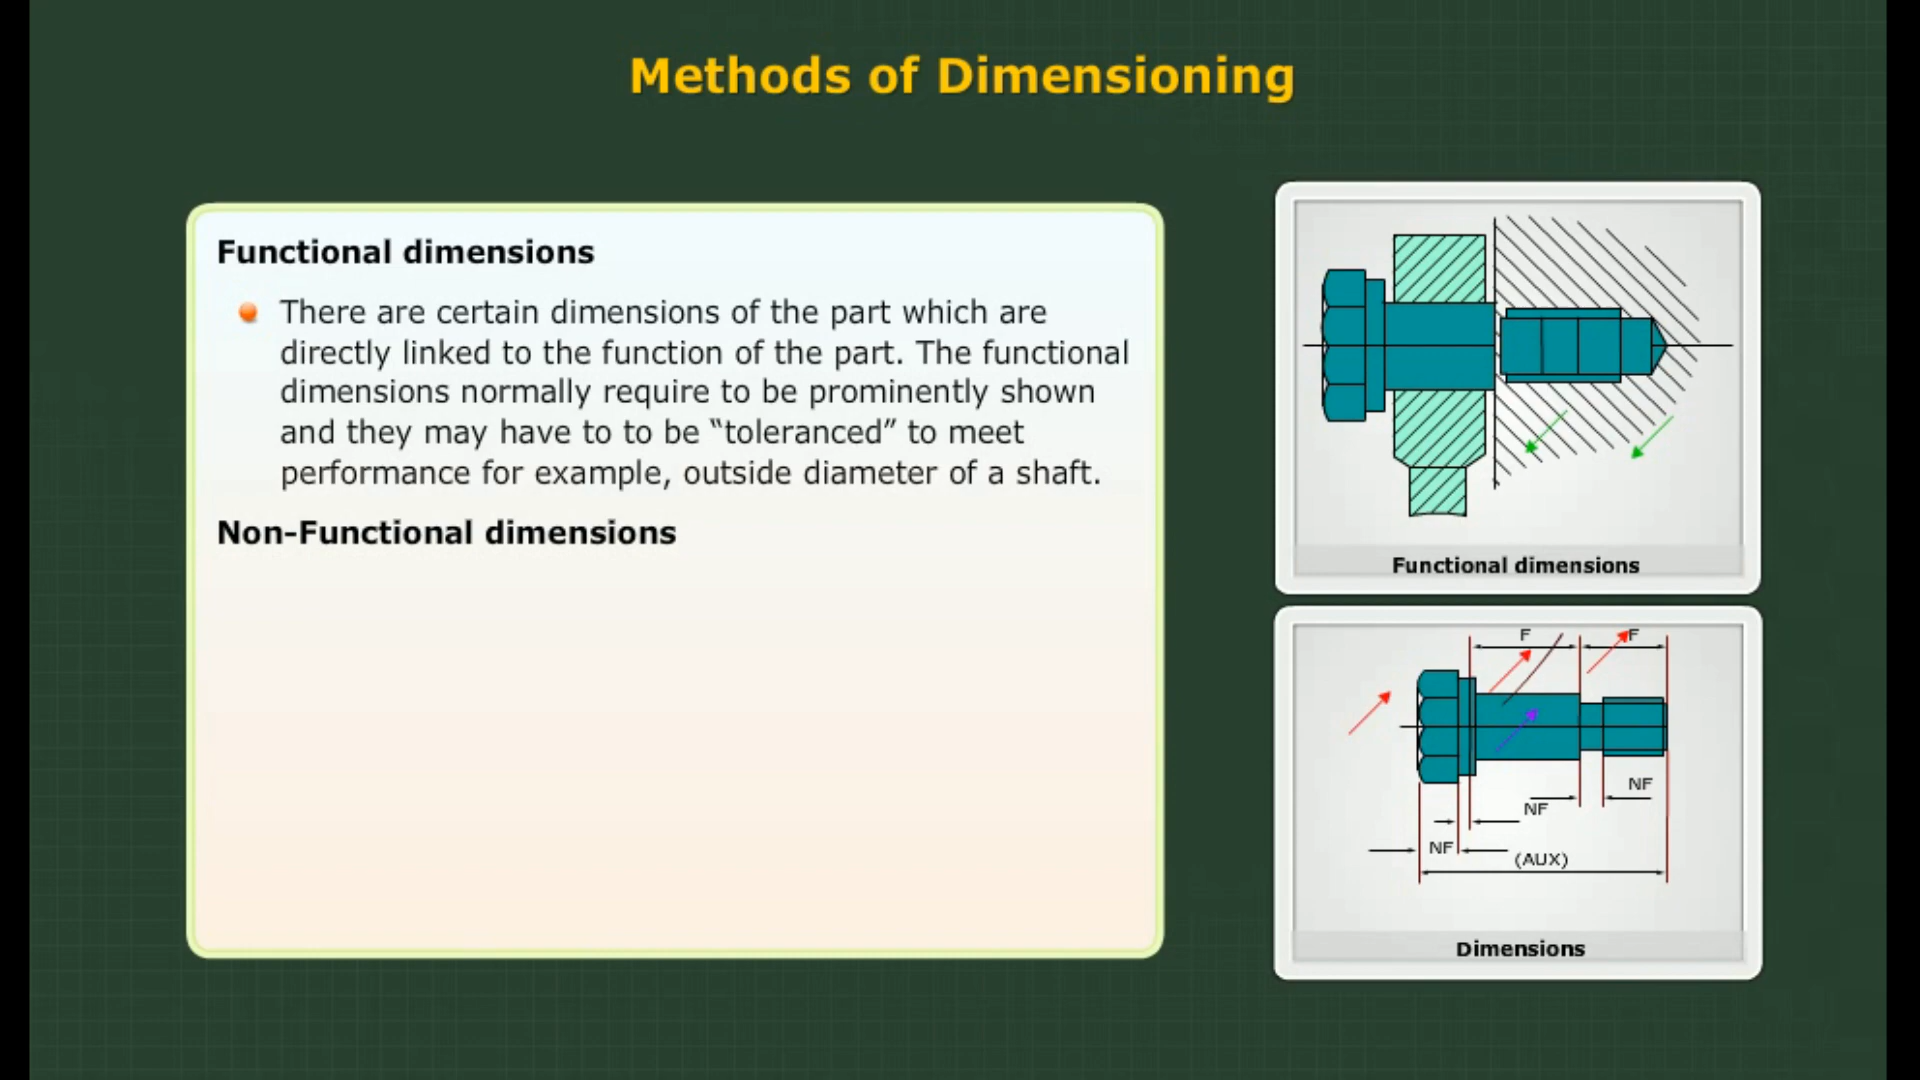 Methods of Dimensioning
Functional dimensions
There are certain dimensions of the part which are
directly linked to the function of the part. The functional
dimensions normally require to be prominently shown
and they may have to to be “toleranced” to meet
performance for example, outside diameter of a shaft.
Non-Functional dimensions
Functional dimensions
F
F
NF
NF
NF
(AUX)
Dimensions